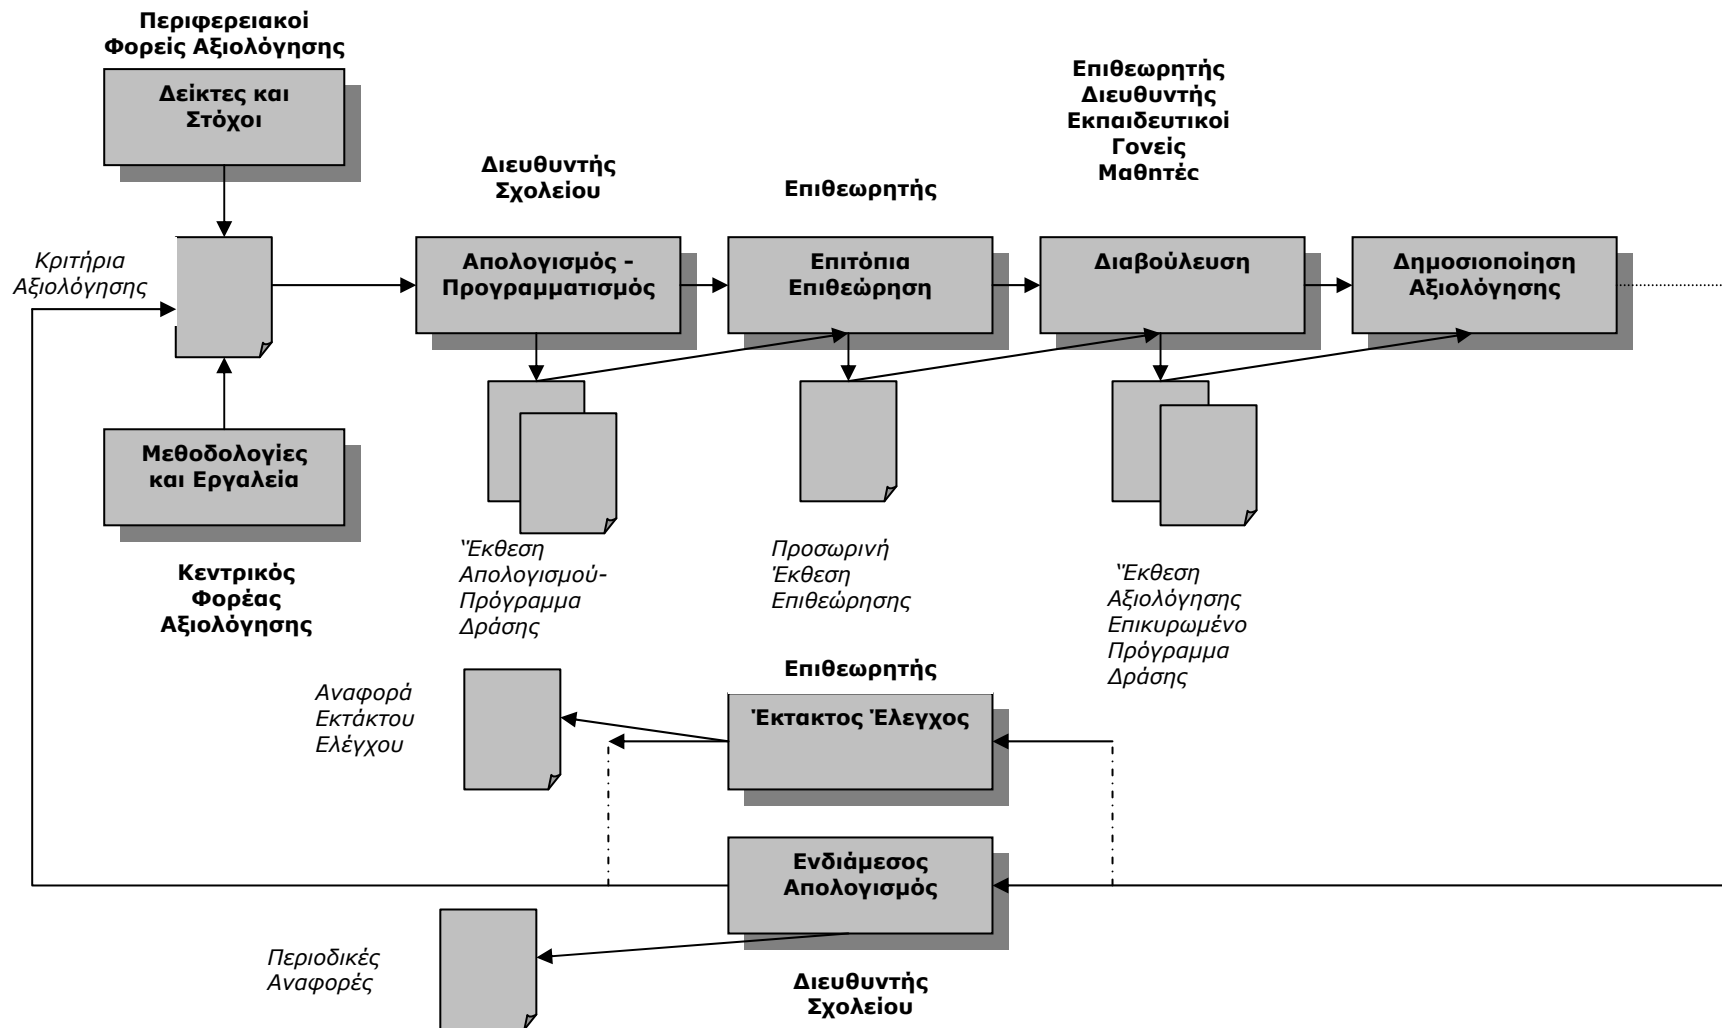 Περιφερειακοί
Φορείς Αξιολόγησης
Δείκτες και
Στόχοι
Κριτήρια
Αξιολόγησης
Μεθοδολογίες
και Εργαλεία
Κεντρικός
Φορέας
Αξιολόγησης
Διευθυντής
Σχολείου
Απολογισμός -
Προγραμματισμός
Επιθεωρητής
Επιτόπια
Επιθεώρηση
Επιθεωρητής
Διευθυντής
Εκπαιδευτικοί
Γονείς
Μαθητές
Διαβούλευση
Δημοσιοποίηση
Αξιολόγησης
‘Έκθεση
Απολογισμού-
Πρόγραμμα
Δράσης
Προσωρινή
Έκθεση
Επιθεώρησης
‘Έκθεση
Αξιολόγησης
Επικυρωμένο
Πρόγραμμα
Δράσης
Επιθεωρητής
Έκτακτος Έλεγχος
Αναφορά
Εκτάκτου
Ελέγχου
Ενδιάμεσος
Απολογισμός
Περιοδικές
Αναφορές
Διευθυντής
Σχολείου